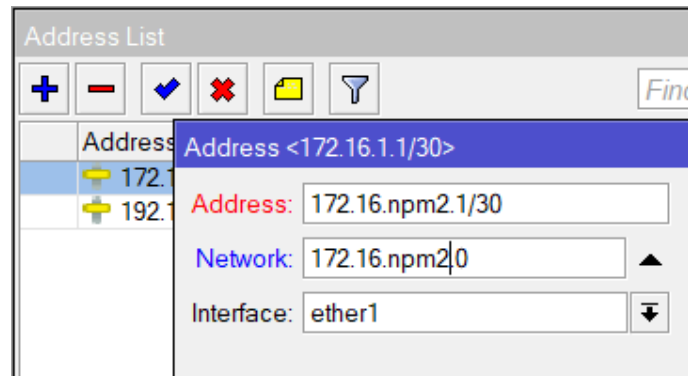 Address List
Find
Address
Address <172.16.1.1/30>
172.1
Address: 172.16.npm2.1/30
192.1
Network: 172.16.npm2.0
Interface: ether1